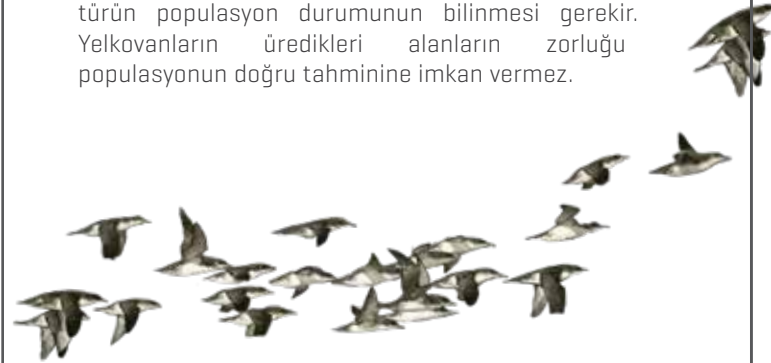 türün populasyon durumunun bilinmesi gerekir.
Yelkovanların üredikleri alanların zorluğu
populasyonun doğru tahminine imkan vermez.